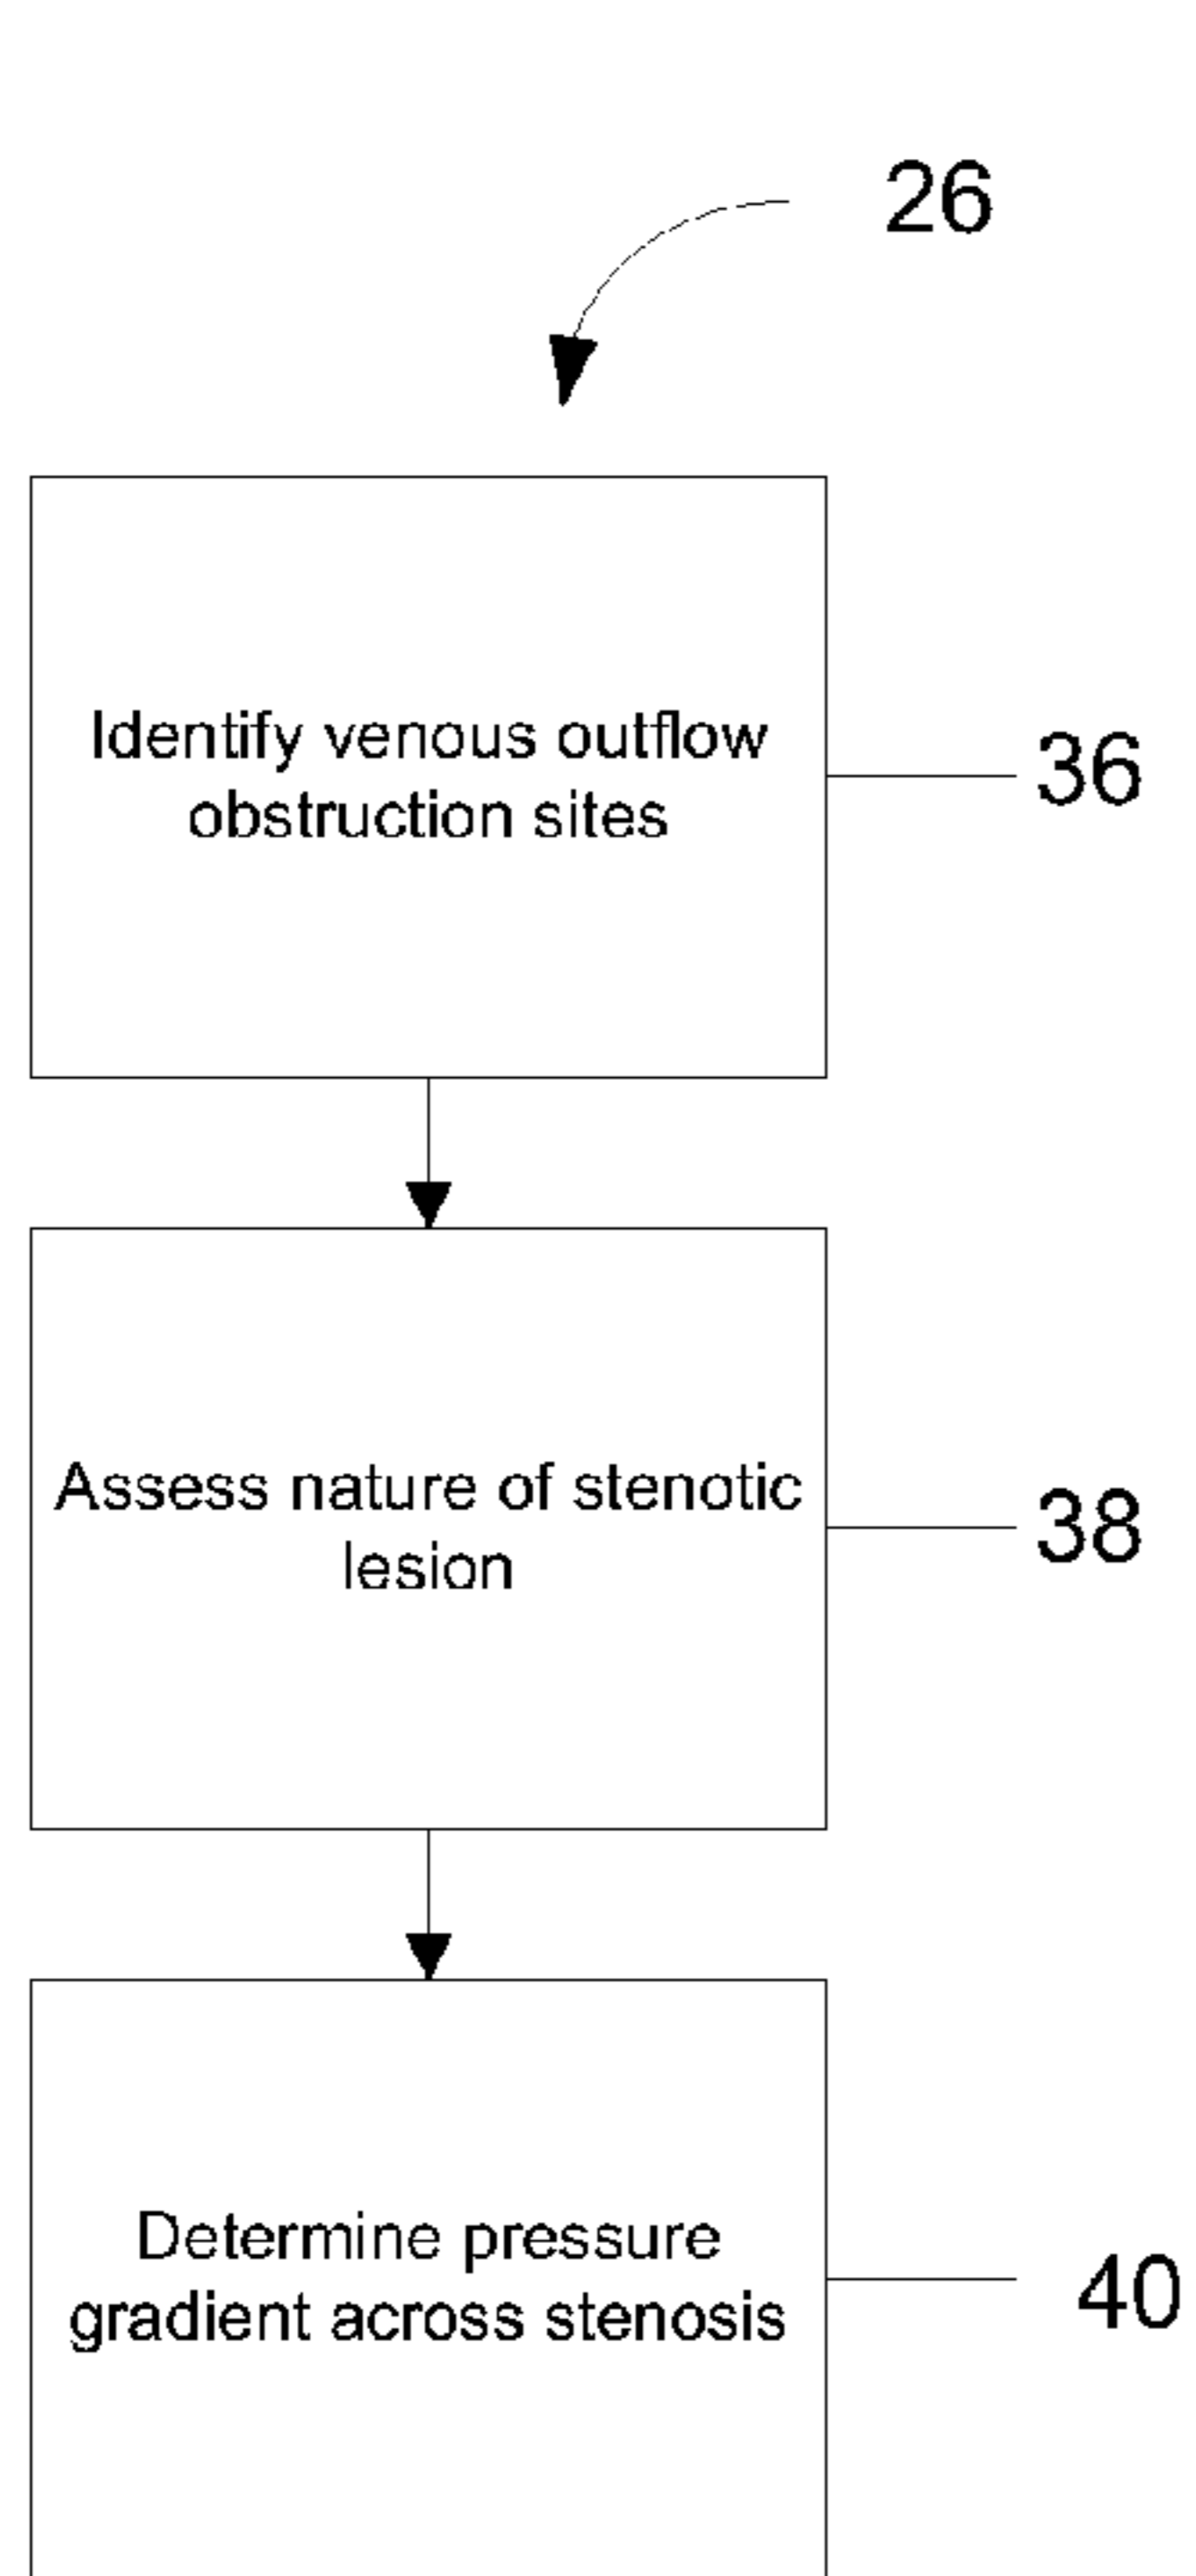 26
Identify venous outflow
obstruction sites
36
Assess nature of stenotic
lesion
38
Determine pressure
gradient across stenosis
40